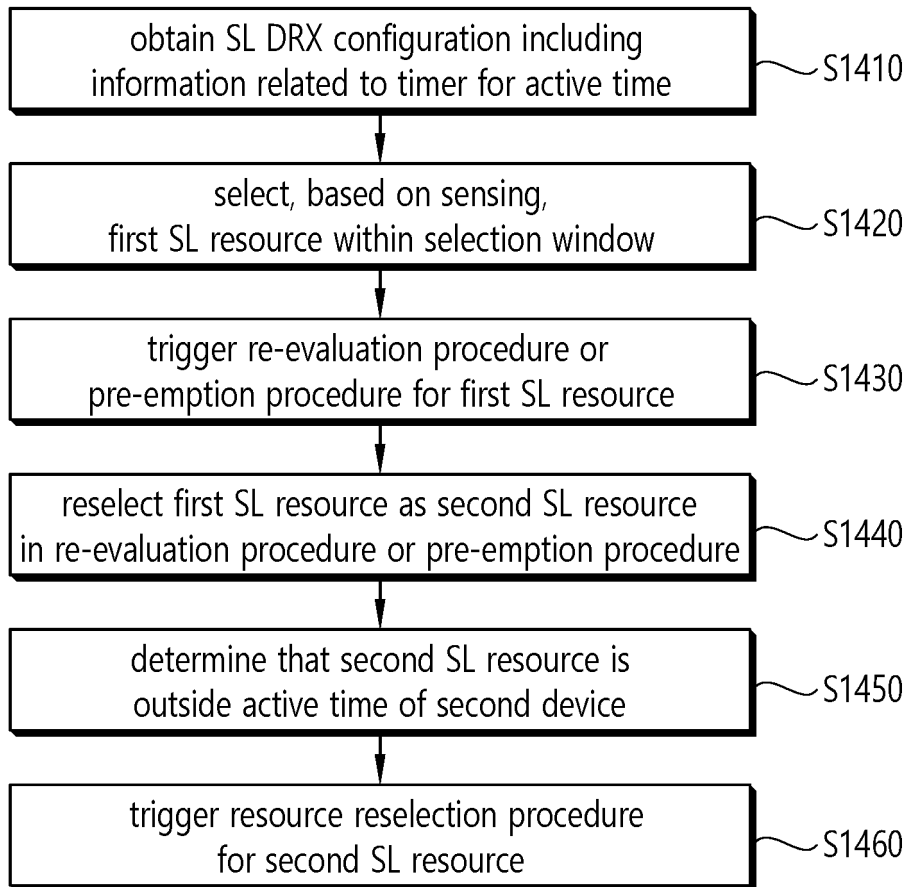 obtain SL DRX configuration including
information related to timer for active time
S1410
select, based on sensing,
first SL resource within selection window
S1420
trigger re-evaluation procedure or
pre-emption procedure for first SL resource
S1430
reselect first SL resource as second SL resource
in re-evaluation procedure or pre-emption procedure
S1440
determine that second SL resource is
outside active time of second device
S1450
trigger resource reselection procedure
for second SL resource
S1460